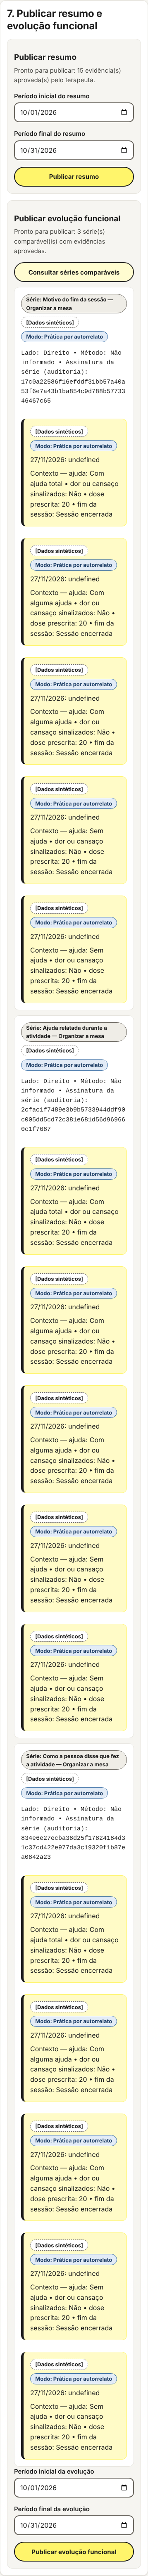 7. Publicar resumo e
evolução funcional
Publicar resumo
Pronto para publicar: 15 evidência(s)
aprovada(s) pelo terapeuta.
Período inicial do resumo
10/01/2026
Período final do resumo
10/31/2026
Publicar resumo
Publicar evolução funcional
Pronto para publicar: 3 série(s)
comparável(is) com evidências
aprovadas.
Consultar séries comparáveis
Série: Motivo do fim da sessão —
Organizar a mesa
[Dados sintéticos]
Modo: Prática por autorrelato
Lado: Direito • Método: Não
informado • Assinatura da
série (auditoria):
17c0a22586f16efddf31bb57a40a
53f6e7a43b1ba854c9d788b57733
46467c65
[Dados sintéticos]
Modo: Prática por autorrelato
27/11/2026: undefined
Contexto — ajuda: Com
ajuda total • dor ou cansaço
sinalizados: Não • dose
prescrita: 20 • fim da
sessão: Sessão encerrada
[Dados sintéticos]
Modo: Prática por autorrelato
27/11/2026: undefined
Contexto — ajuda: Com
alguma ajuda • dor ou
cansaço sinalizados: Não •
dose prescrita: 20 • fim da
sessão: Sessão encerrada
[Dados sintéticos]
Modo: Prática por autorrelato
27/11/2026: undefined
Contexto — ajuda: Com
alguma ajuda • dor ou
cansaço sinalizados: Não •
dose prescrita: 20 • fim da
sessão: Sessão encerrada
[Dados sintéticos]
Modo: Prática por autorrelato
27/11/2026: undefined
Contexto — ajuda: Sem
ajuda • dor ou cansaço
sinalizados: Não • dose
prescrita: 20 • fim da
sessão: Sessão encerrada
[Dados sintéticos]
Modo: Prática por autorrelato
27/11/2026: undefined
Contexto — ajuda: Sem
ajuda • dor ou cansaço
sinalizados: Não • dose
prescrita: 20 • fim da
sessão: Sessão encerrada
Série: Ajuda relatada durante a
atividade — Organizar a mesa
[Dados sintéticos]
Modo: Prática por autorrelato
Lado: Direito • Método: Não
informado • Assinatura da
série (auditoria):
[Dados sintéticos]
Modo: Prática por autorrelato
27/11/2026: undefined
Contexto — ajuda: Com
ajuda total • dor ou cansaço
sinalizados: Não • dose
prescrita: 20 • fim da
sessão: Sessão encerrada
[Dados sintéticos]
Modo: Prática por autorrelato
27/11/2026: undefined
Contexto — ajuda: Com
alguma ajuda • dor ou
cansaço sinalizados: Não •
dose prescrita: 20 • fim da
sessão: Sessão encerrada
[Dados sintéticos]
Modo: Prática por autorrelato
27/11/2026: undefined
Contexto — ajuda: Com
alguma ajuda • dor ou
cansaço sinalizados: Não •
dose prescrita: 20 • fim da
sessão: Sessão encerrada
[Dados sintéticos]
Modo: Prática por autorrelato
27/11/2026: undefined
Contexto — ajuda: Sem
ajuda • dor ou cansaço
sinalizados: Não • dose
prescrita: 20 • fim da
sessão: Sessão encerrada
[Dados sintéticos]
Modo: Prática por autorrelato
27/11/2026: undefined
Contexto — ajuda: Sem
ajuda • dor ou cansaço
sinalizados: Não • dose
prescrita: 20 • fim da
sessão: Sessão encerrada
Série: Como a pessoa disse que fez
a atividade — Organizar a mesa
[Dados sintéticos]
Modo: Prática por autorrelato
Lado: Direito • Método: Não
informado • Assinatura da
série (auditoria):
[Dados sintéticos]
Modo: Prática por autorrelato
27/11/2026: undefined
Contexto — ajuda: Com
ajuda total • dor ou cansaço
sinalizados: Não • dose
prescrita: 20 • fim da
sessão: Sessão encerrada
[Dados sintéticos]
Modo: Prática por autorrelato
27/11/2026: undefined
Contexto — ajuda: Com
alguma ajuda • dor ou
cansaço sinalizados: Não •
dose prescrita: 20 • fim da
sessão: Sessão encerrada
[Dados sintéticos]
Modo: Prática por autorrelato
27/11/2026: undefined
Contexto — ajuda: Com
alguma ajuda • dor ou
cansaço sinalizados: Não •
dose prescrita: 20 • fim da
sessão: Sessão encerrada
[Dados sintéticos]
Modo: Prática por autorrelato
27/11/2026: undefined
Contexto — ajuda: Sem
ajuda • dor ou cansaço
sinalizados: Não • dose
prescrita: 20 • fim da
sessão: Sessão encerrada
[Dados sintéticos]
Modo: Prática por autorrelato
27/11/2026: undefined
Contexto — ajuda: Sem
ajuda • dor ou cansaço
sinalizados: Não • dose
prescrita: 20 • fim da
sessão: Sessão encerrada
Período inicial da evolução
10/01/2026
Período final da evolução
10/31/2026
Publicar evolução funcional